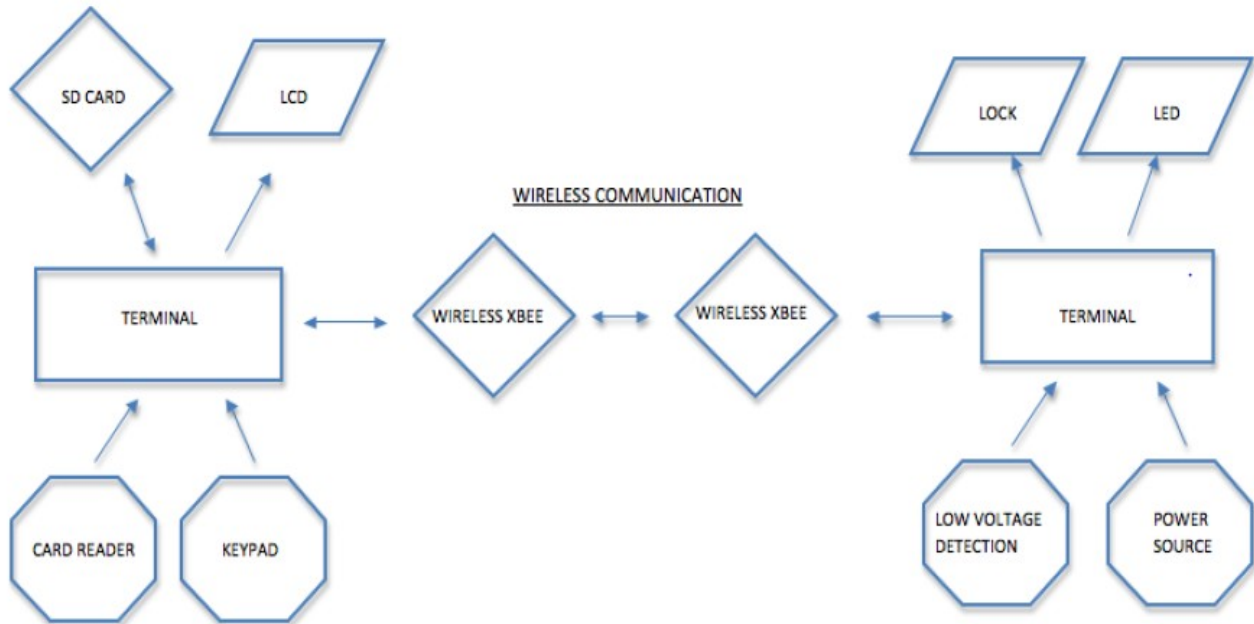 SD CARD
LCD
LOCK
LED
WIRELESS COMMUNICATION
TERMINAL
WIRELESS XBEE
WIRELESS XBEE
TERMINAL
CARD READER
KEYPAD
LOW VOLTAGE
DETECTION
POWER
SOURCE